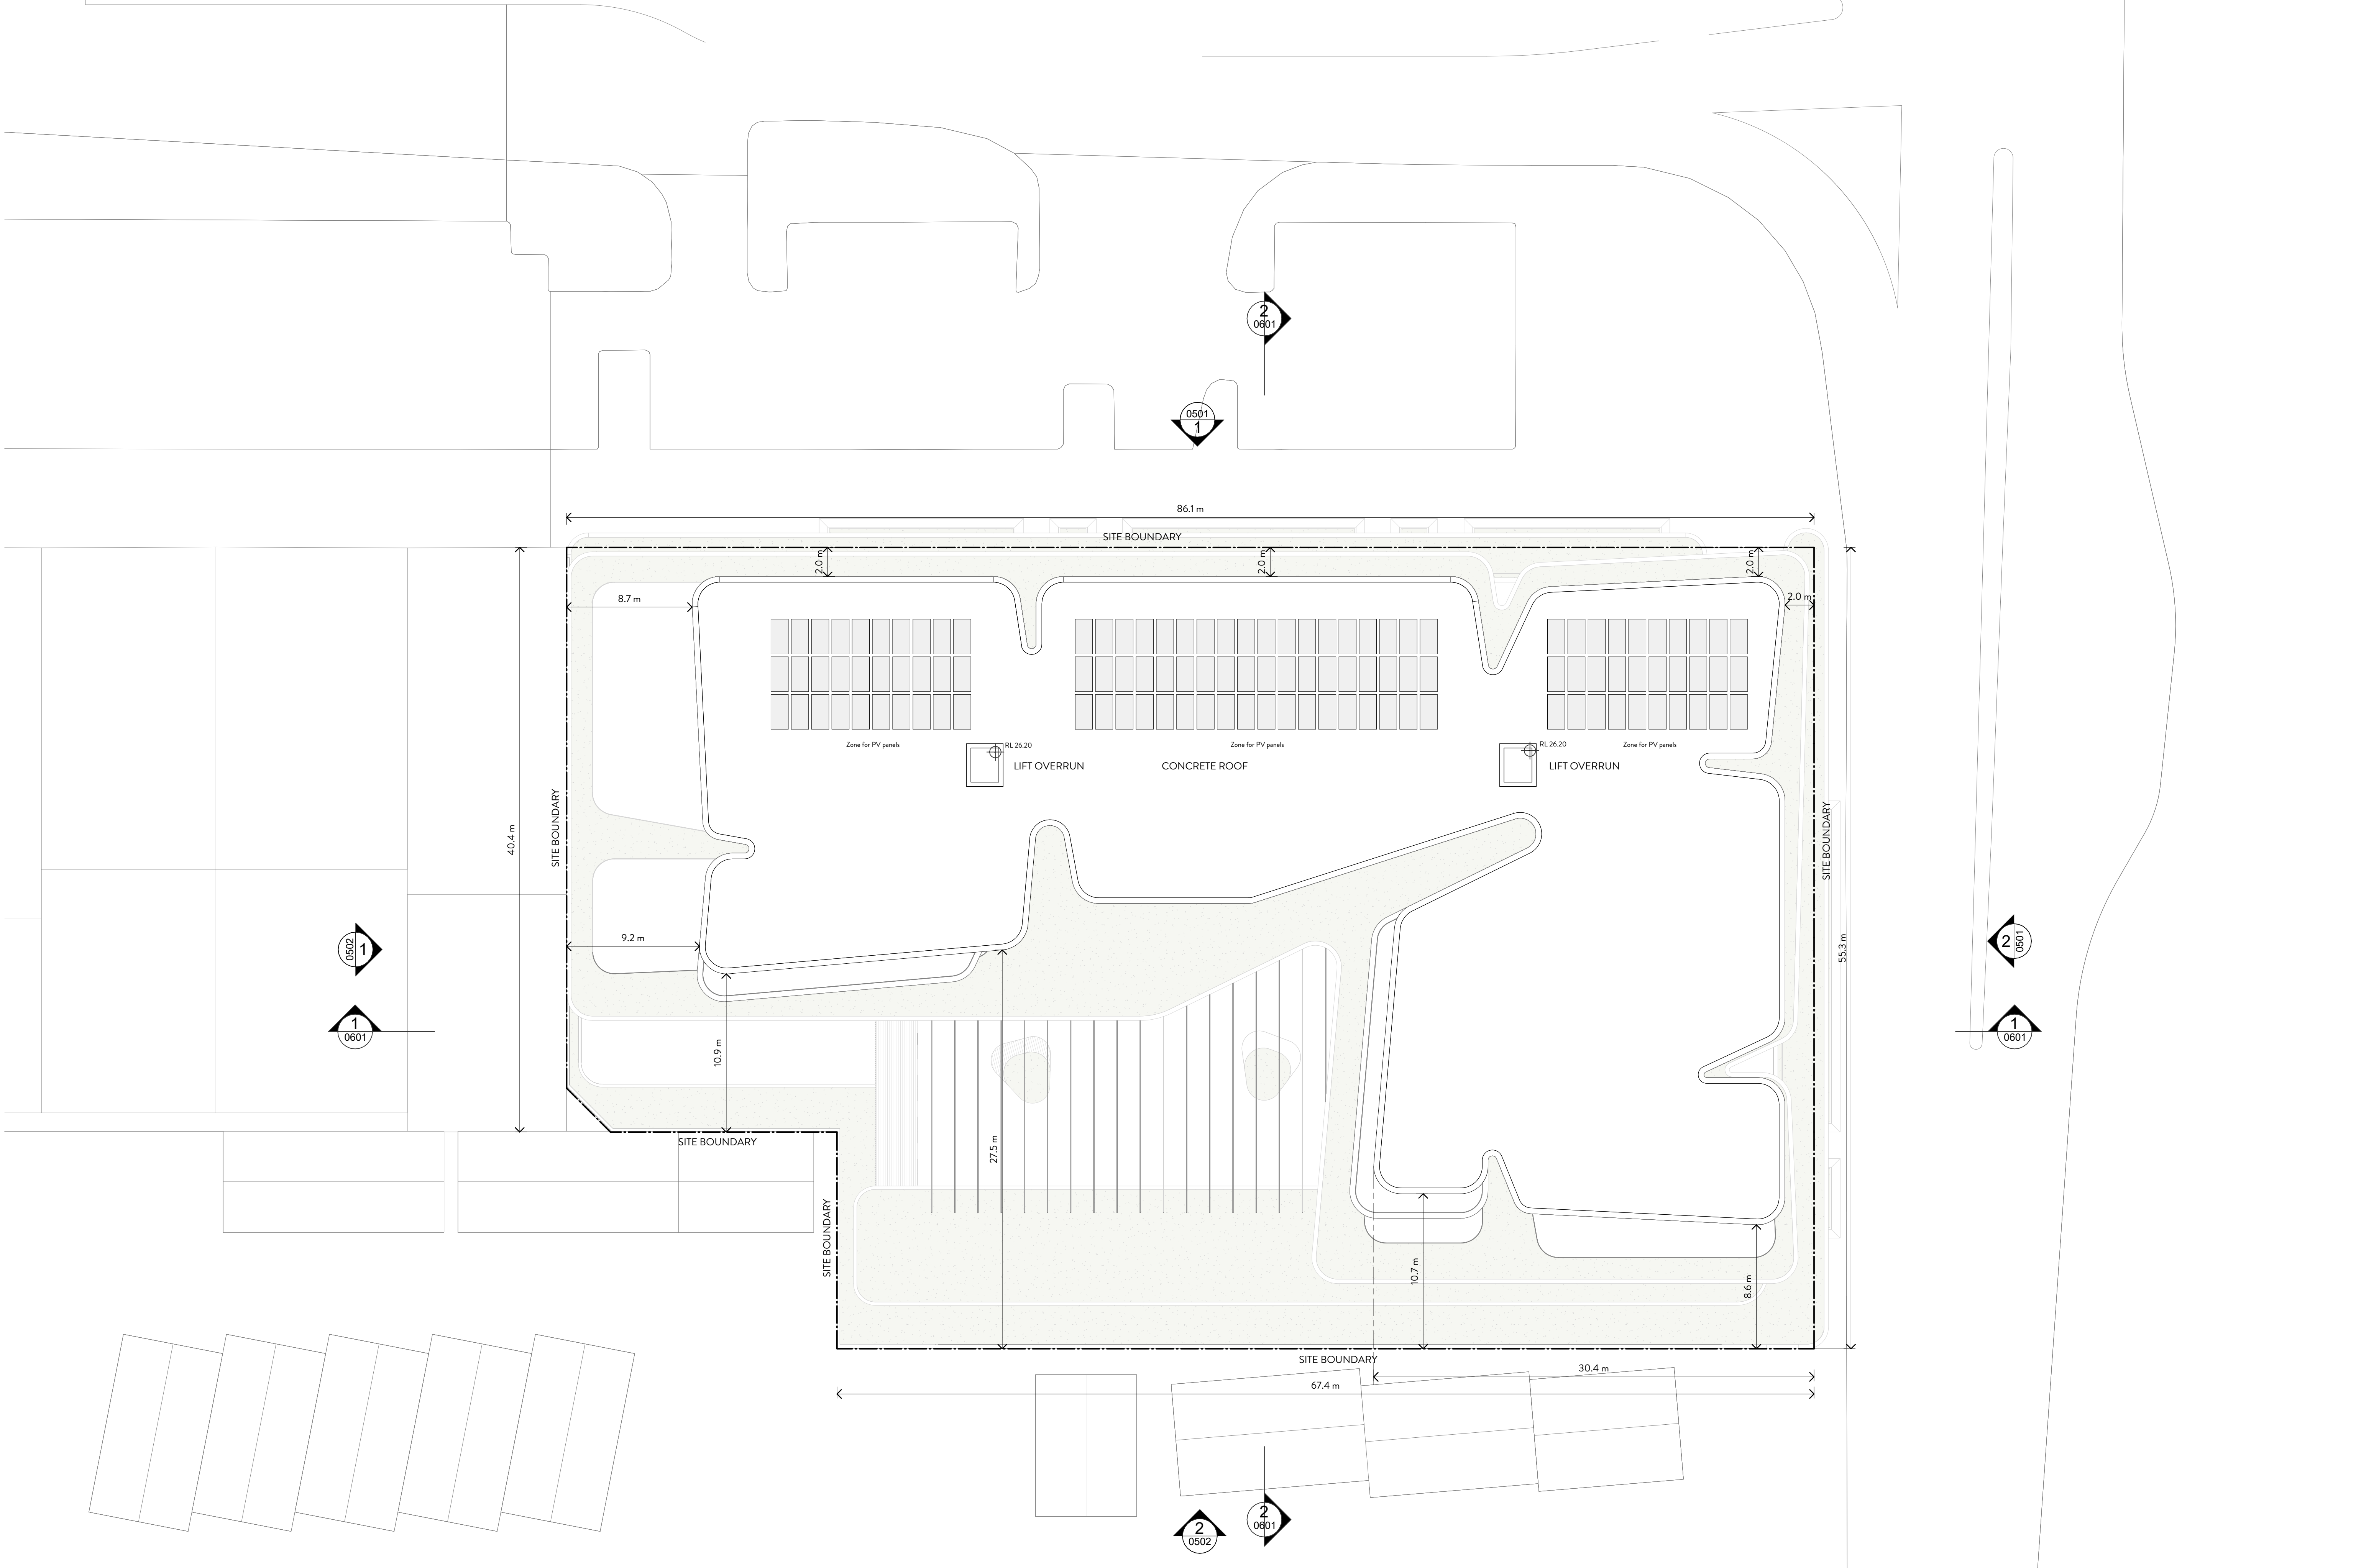 2
0601
0501
1
86.1 m
SITE BOUNDARY
2.0 m
2.0 m
2.0 m
8.7 m
2.0 m
Zone for PV panels
RL 26.20
Zone for PV panels
RL 26.20
Zone for PV panels
LIFT OVERRUN
CONCRETE ROOF
LIFT OVERRUN
40.4 m
SITE BOUNDARY
SITE BOUNDARY
9.2 m
0502
1
2
0501
55.3 m
1
0601
1
0601
10.9 m
SITE BOUNDARY
27.5 m
SITE BOUNDARY
10.7 m
8.6 m
SITE BOUNDARY
30.4 m
67.4 m
2
0502
2
0601